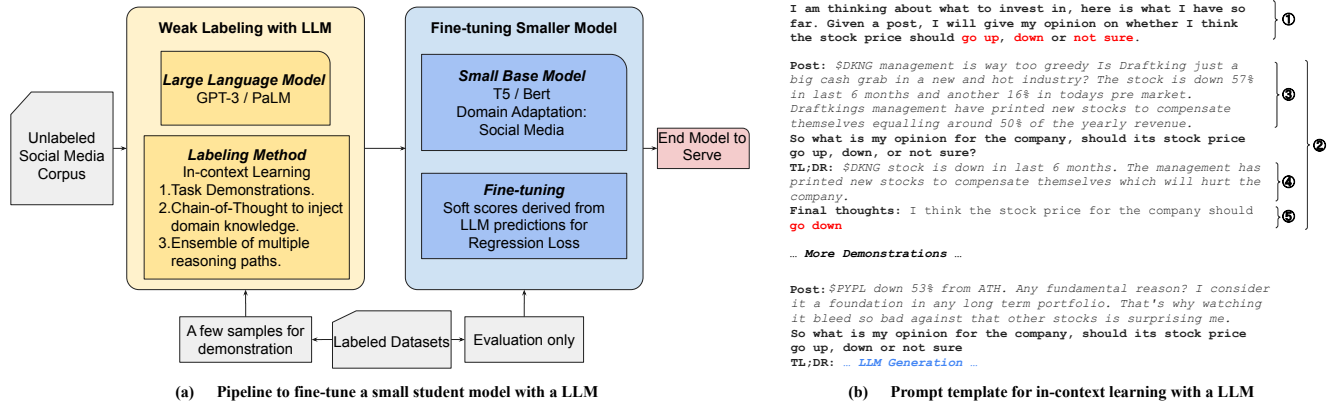 Weak Labeling with LLM
Large Language Model
GPT-3 / PaLM
Unlabeled
Social Media
Corpus
Labeling Method
In-context Learning
1.Task Demonstrations.
2.Chain-of-Thought to inject
domain knowledge.
3.Ensemble of multiple
reasoning paths.
Fine-tuning Smaller Model
Small Base Model
T5 / Bert
Domain Adaptation:
Social Media
Fine-tuning
Soft scores derived from
LLM predictions for
Regression Loss
End Model to
Serve
A few samples for
demonstration
Labeled Datasets
Evaluation only
(a) Pipeline to fine-tune a small student model with a LLM
I am thinking about what to invest in, here is what I have so
far. Given a post, I will give my opinion on whether I think
the stock price should go up, down or not sure.
①
Post: $DKNG management is way too greedy Is Draftking just a
big cash grab in a new and hot industry? The stock is down 57%
in last 6 months and another 16% in todays pre market.
Draftkings management have printed new stocks to compensate
themselves equalling around 50% of the yearly revenue.
③
So what is my opinion for the company, should its stock price
go up, down, or not sure?
②
TL;DR: $DKNG stock is down in last 6 months. The management has
printed new stocks to compensate themselves which will hurt the
company.
④
Final thoughts: I think the stock price for the company should
go down
⑤
… More Demonstrations …
Post: $PYPL down 53% from ATH. Any fundamental reason? I consider
it a foundation in any long term portfolio. That's why watching
it bleed so bad against that other stocks is surprising me.
So what is my opinion for the company, should its stock price
go up, down or not sure
TL;DR: … LLM Generation …
(b) Prompt template for in-context learning with a LLM